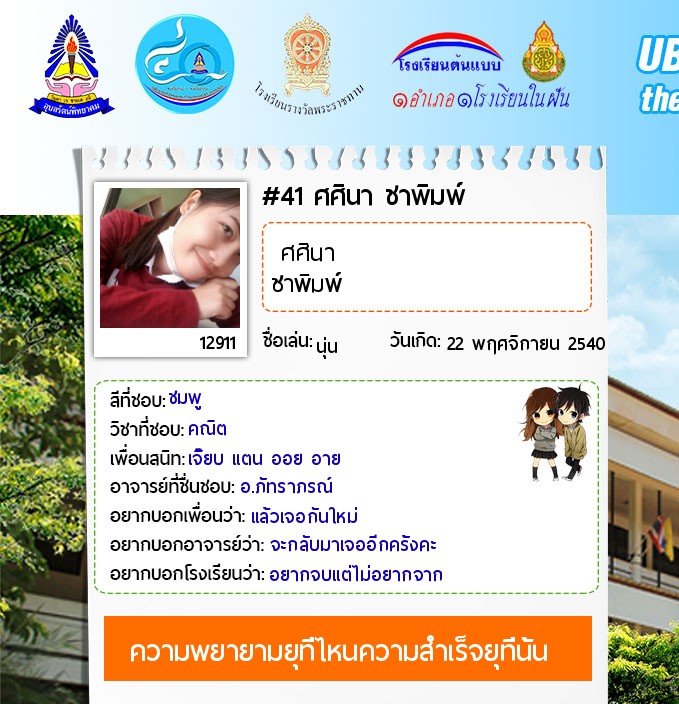 อุบลรัตน์พิทยาคม
โรงเรียนรางวัลพระราชทาน
โรงเรียนต้นแบบ
๑อำเภอ๑โรงเรียนในฝัน
UB
the
#41 ศศินา ชาพิมพ์
ศศินา
ชาพิมพ์
12911
ชื่อเล่น: นุ่น วันเกิด: 22 พฤศจิกายน 2540
สีที่ชอบ: ชมพู
วิชาที่ชอบ: คณิต
เพื่อนสนิท: เจี๊ยบ แตน ออย อาย
อาจารย์ที่ชื่นชอบ: อ.ภัทราภรณ์
อยากบอกเพื่อนว่า: แล้วเจอกันใหม่
อยากบอกอาจารย์ว่า: จะกลับมาเจออีกครังคะ
อยากบอกโรงเรียนว่า: อยากจบแต่ไม่อยากจาก
ความพยายามยุทีไหนความสำเร็จยุทีนัน